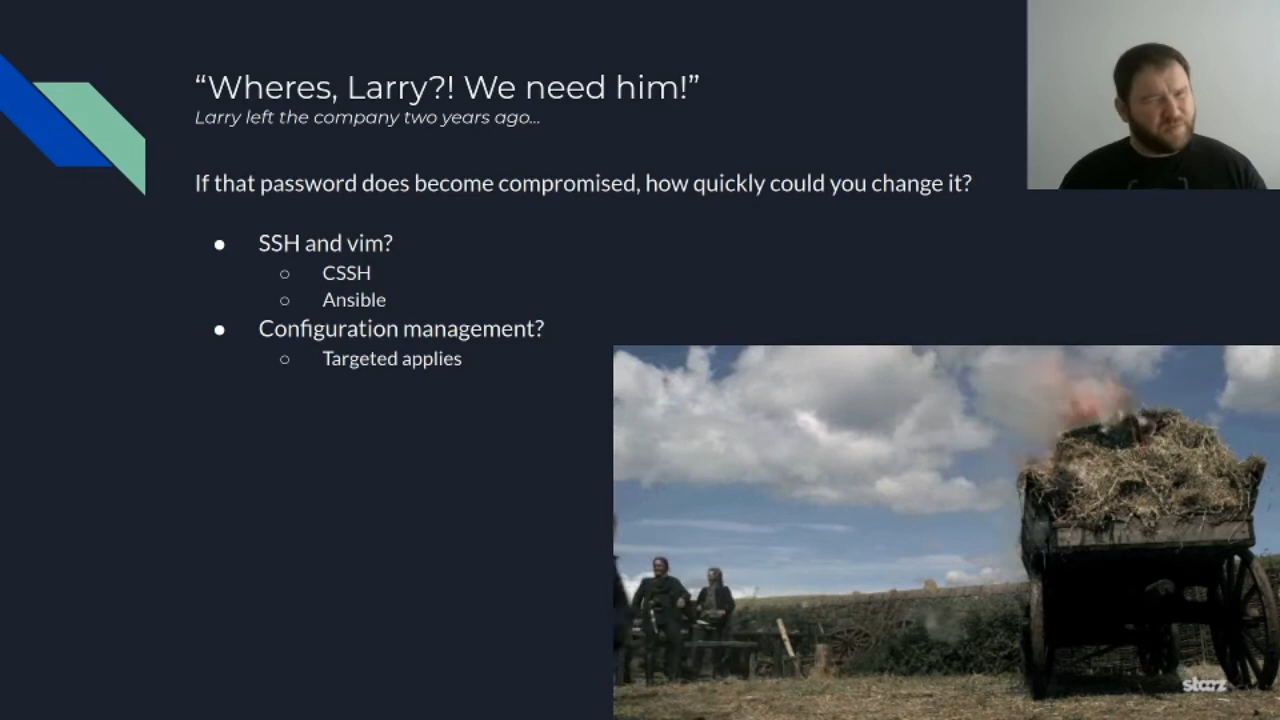 “Wheres, Larry?! We need him!”
Larry left the company two years ago...
If that password does become compromised, how quickly could you change it?
● SSH and vim?
○ CSSH
○ Ansible
● Configuration management?
○ Targeted applies
starz